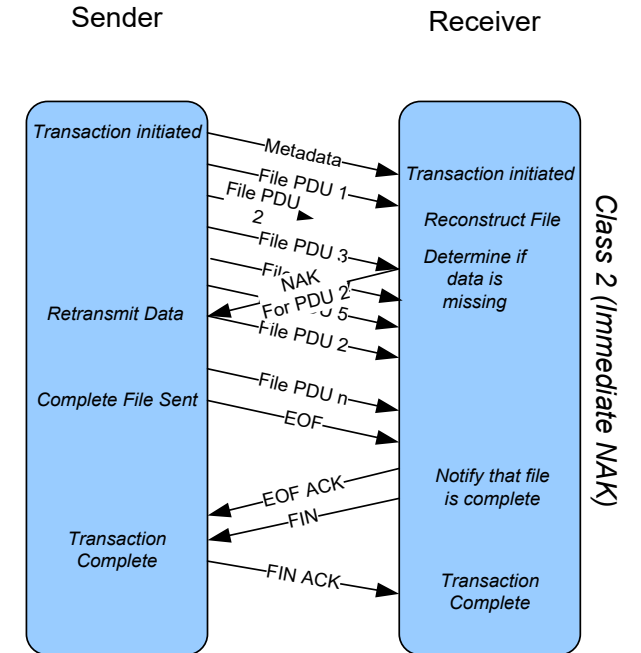 Sender
Receiver
Transaction initiated
Metadata
Transaction initiated
File PDU 1
File PDU
2
Reconstruct File
File PDU 3
Determine if
data is
missing
NAK
For PDU 2
5
Retransmit Data
File PDU 2
File PDU n
Complete File Sent
EOF
EOF ACK
Notify that file
is complete
FIN
Transaction
Complete
FIN ACK
Transaction
Complete
Class 2 (Immediate NAK)